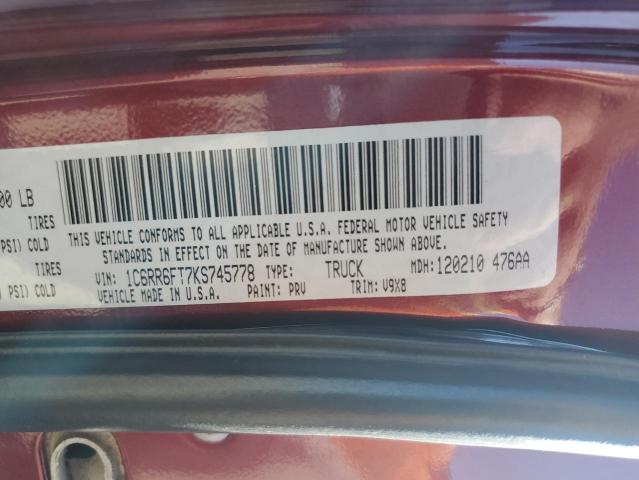 00 LB
TIRES
PSI) COLD
TIRES
PSI) COLD
THIS VEHICLE CONFORMS TO ALL APPLICABLE U.S.A. FEDERAL MOTOR VEHICLE SAFETY
STANDARDS IN EFFECT ON THE DATE OF MANUFACTURE SHOWN ABOVE.
VIN: 1C6RR6FT7KS745778 TYPE: TRUCK MDH: 120210 476AA
VEHICLE MADE IN U.S.A. PAINT: PRV TRIM: V9X8